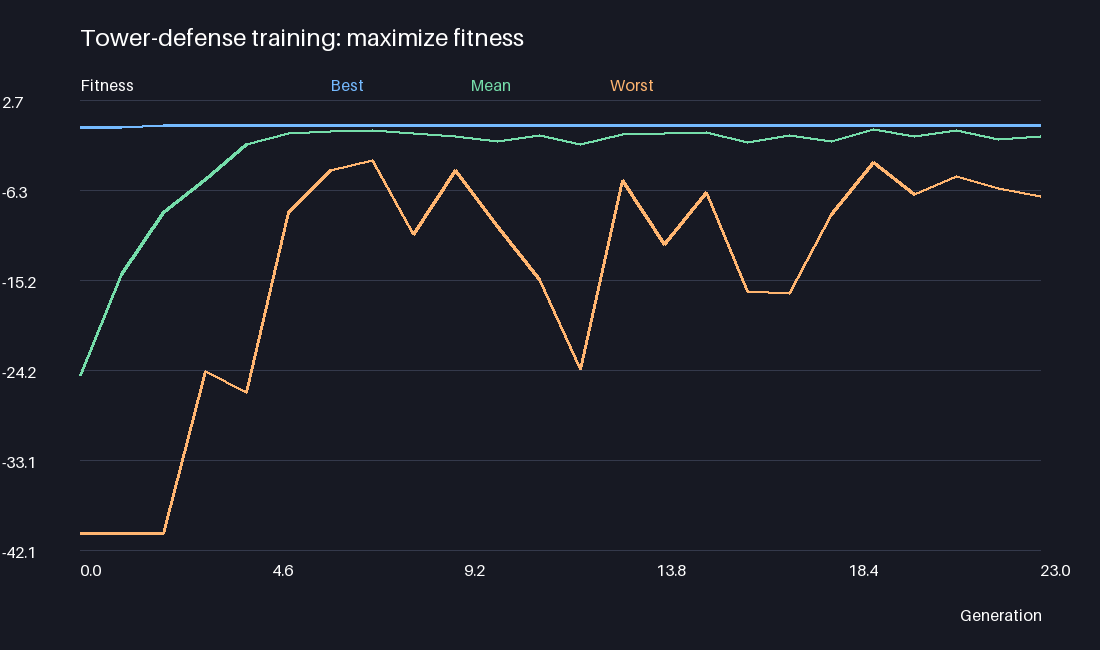 Tower-defense training: maximize fitness
Fitness Best Mean Worst
2.7
-6.3
-15.2
-24.2
-33.1
-42.1
0.0 4.6 9.2 13.8 18.4 23.0
Generation